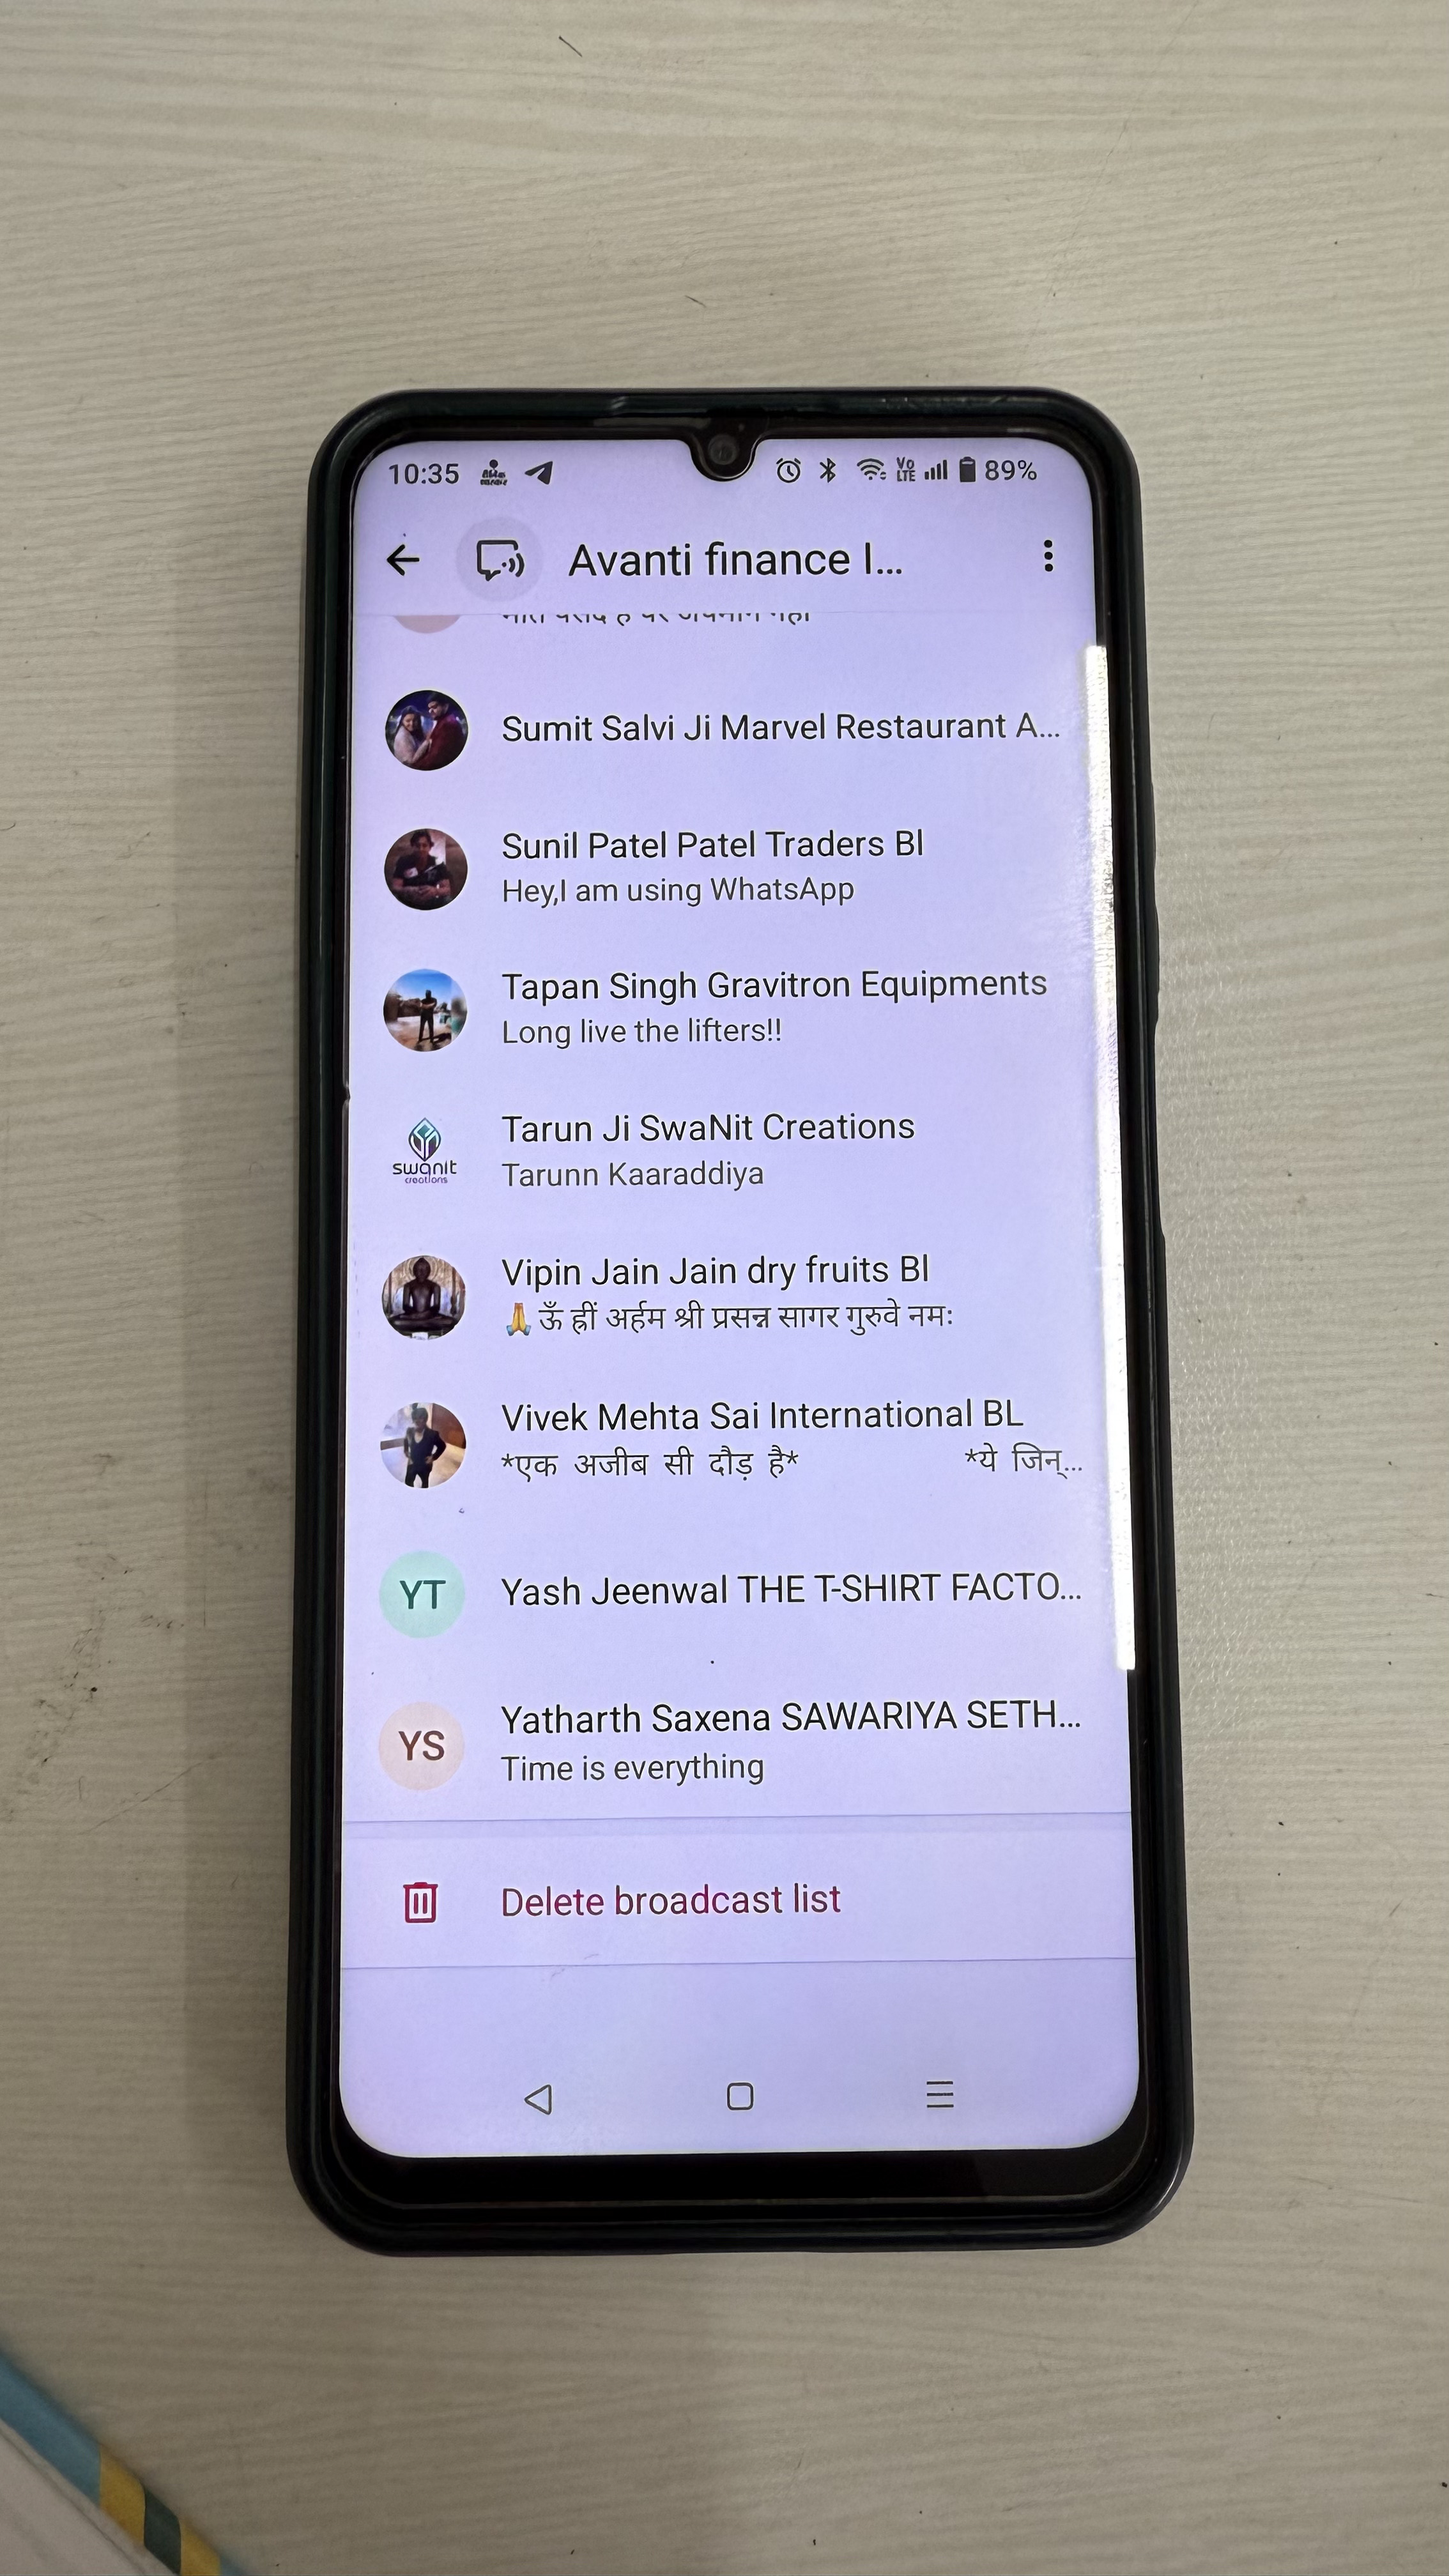 10:35
Vo
LTE
89%
Avanti finance l...
Sumit Salvi Ji Marvel Restaurant A...
Sunil Patel Patel Traders Bl
Hey,I am using WhatsApp
Tapan Singh Gravitron Equipments
Long live the lifters!!
swanit
creations
Tarun Ji SwaNit Creations
Tarunn Kaaraddiya
Vipin Jain Jain dry fruits Bl
🙏ऊँ ह्रीं अर्हम श्री प्रसन्न सागर गुरुवे नम:
Vivek Mehta Sai International BL
*एक अजीब सी दौड़ है* *ये जिन्...
YT
Yash Jeenwal THE T-SHIRT FACTO...
YS
Yatharth Saxena SAWARIYA SETH...
Time is everything
Delete broadcast list